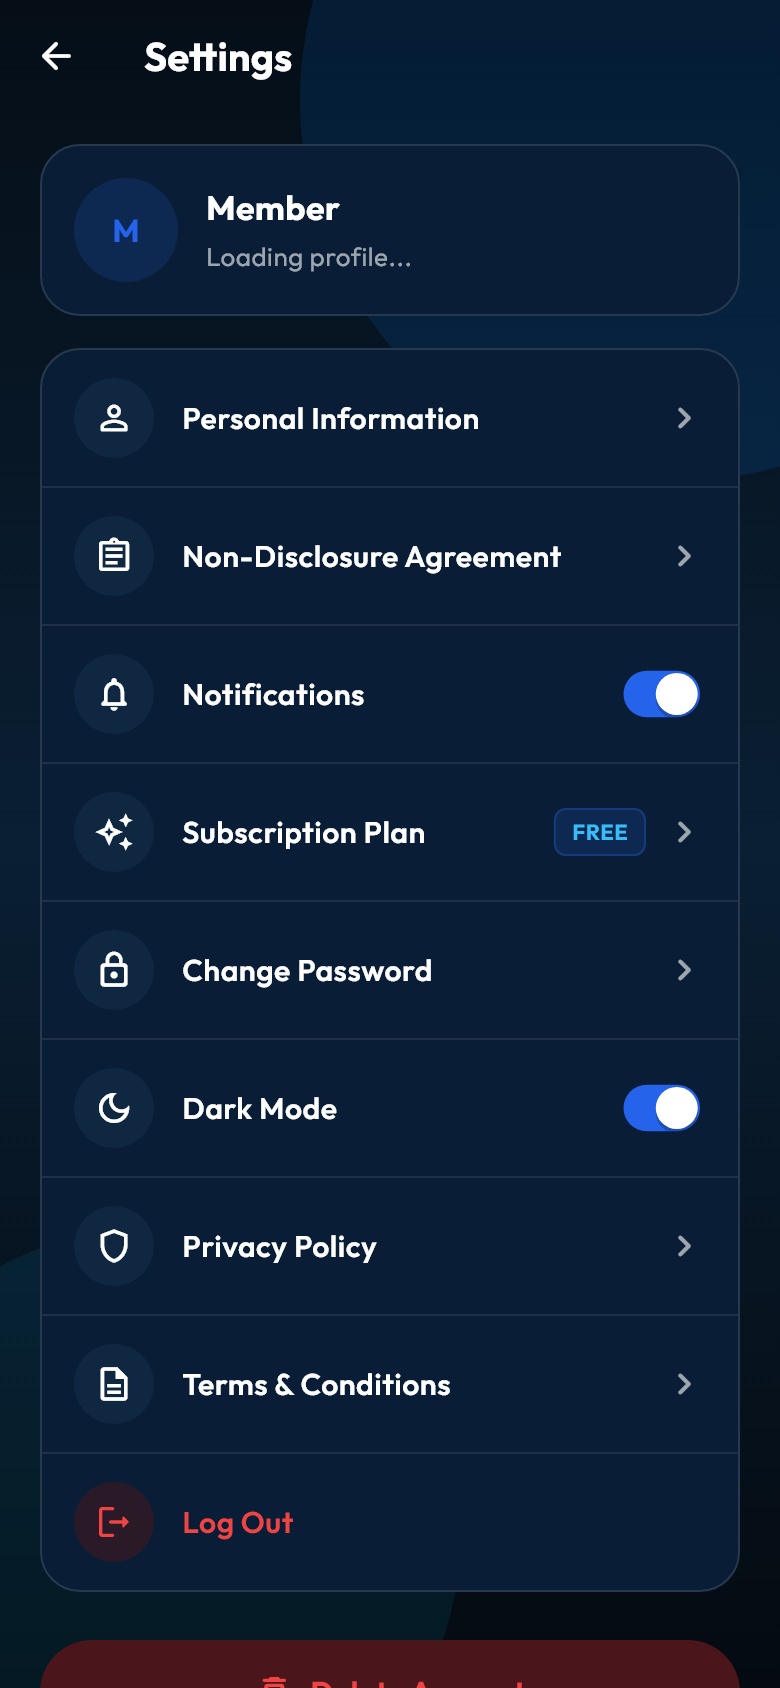 Settings
M
Member
Loading profile...
Personal Information
Non-Disclosure Agreement
Notifications
Subscription Plan
FREE
Change Password
Dark Mode
Privacy Policy
Terms & Conditions
Log Out